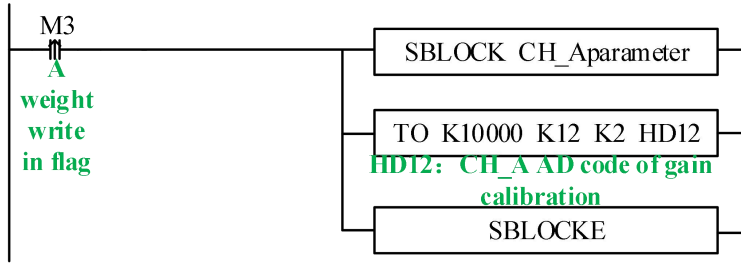 M3
A
weight
write
in flag
SBLOCK CH_Aparameter
TO K10000 K12 K2 HD12
HD12：CH_A AD code of gain
calibration
SBLOCKE